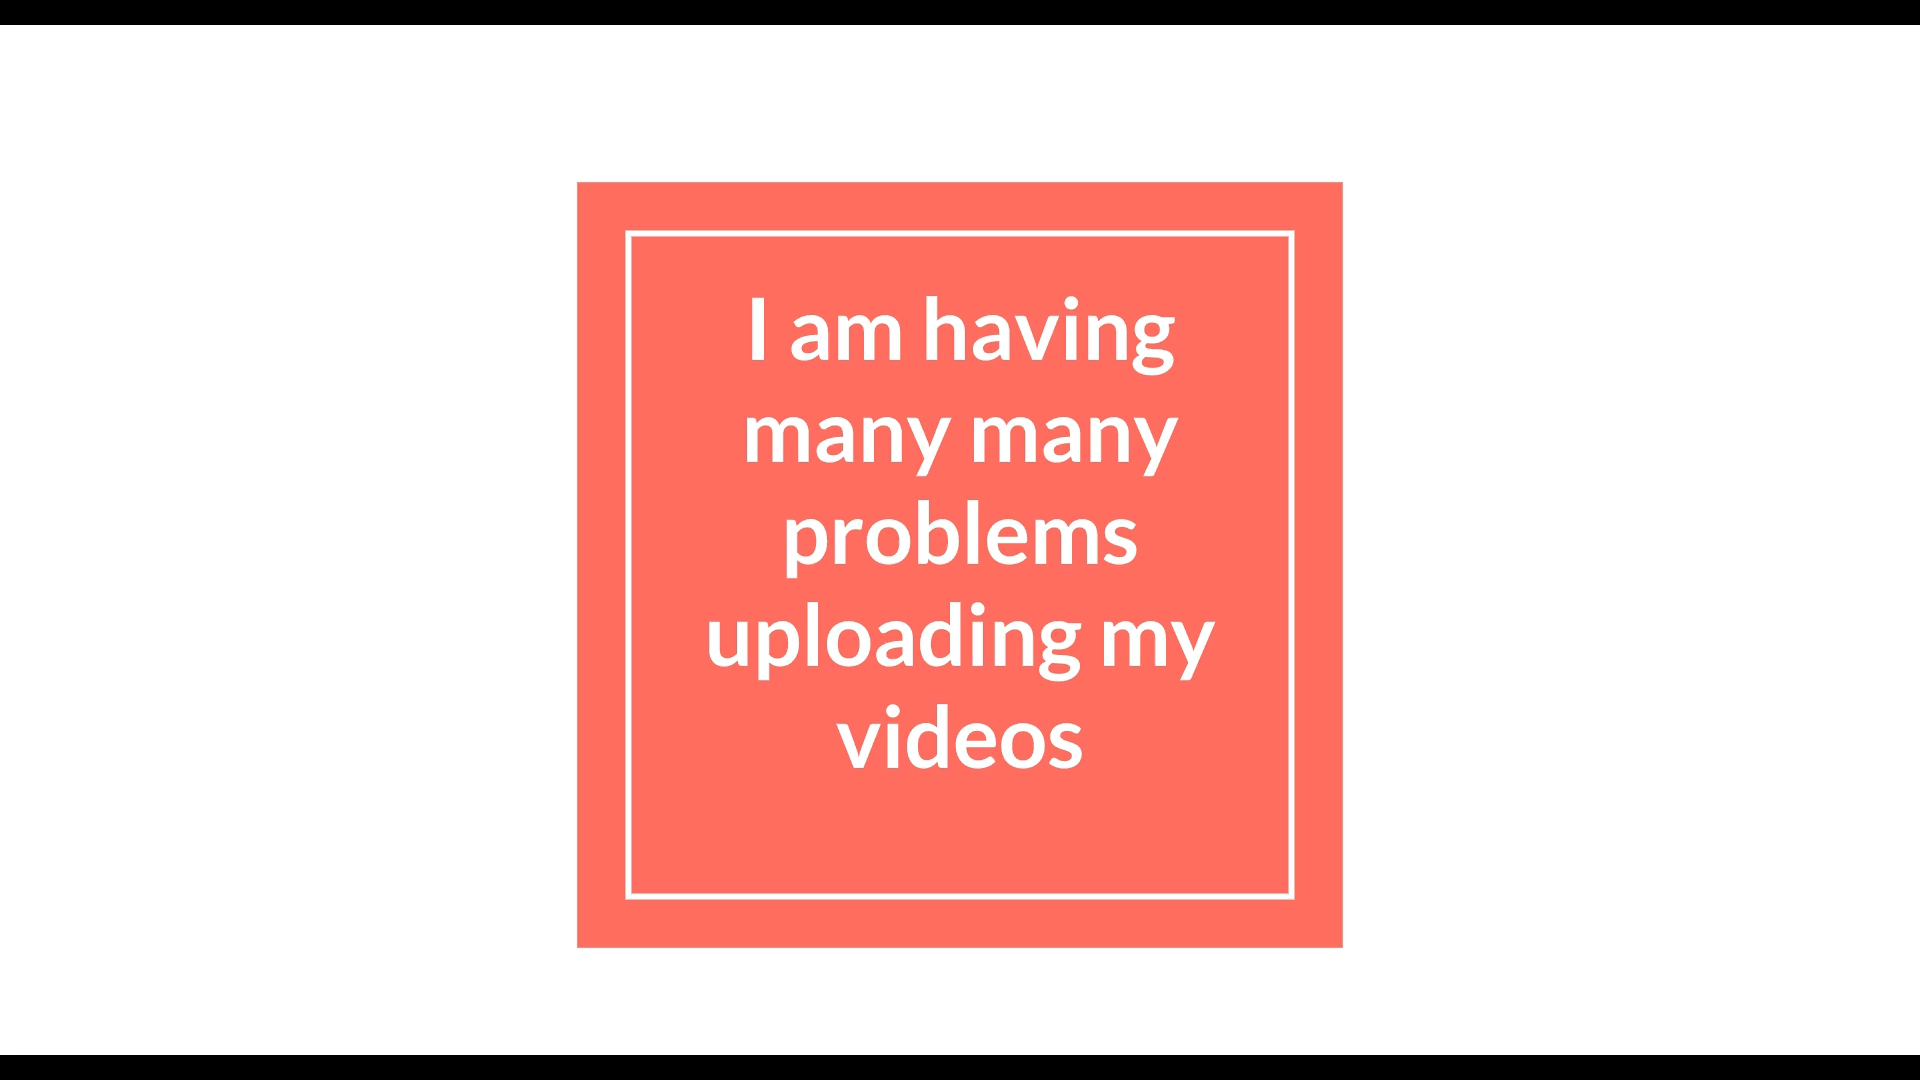 I am having
many many
problems
uploading my
videos